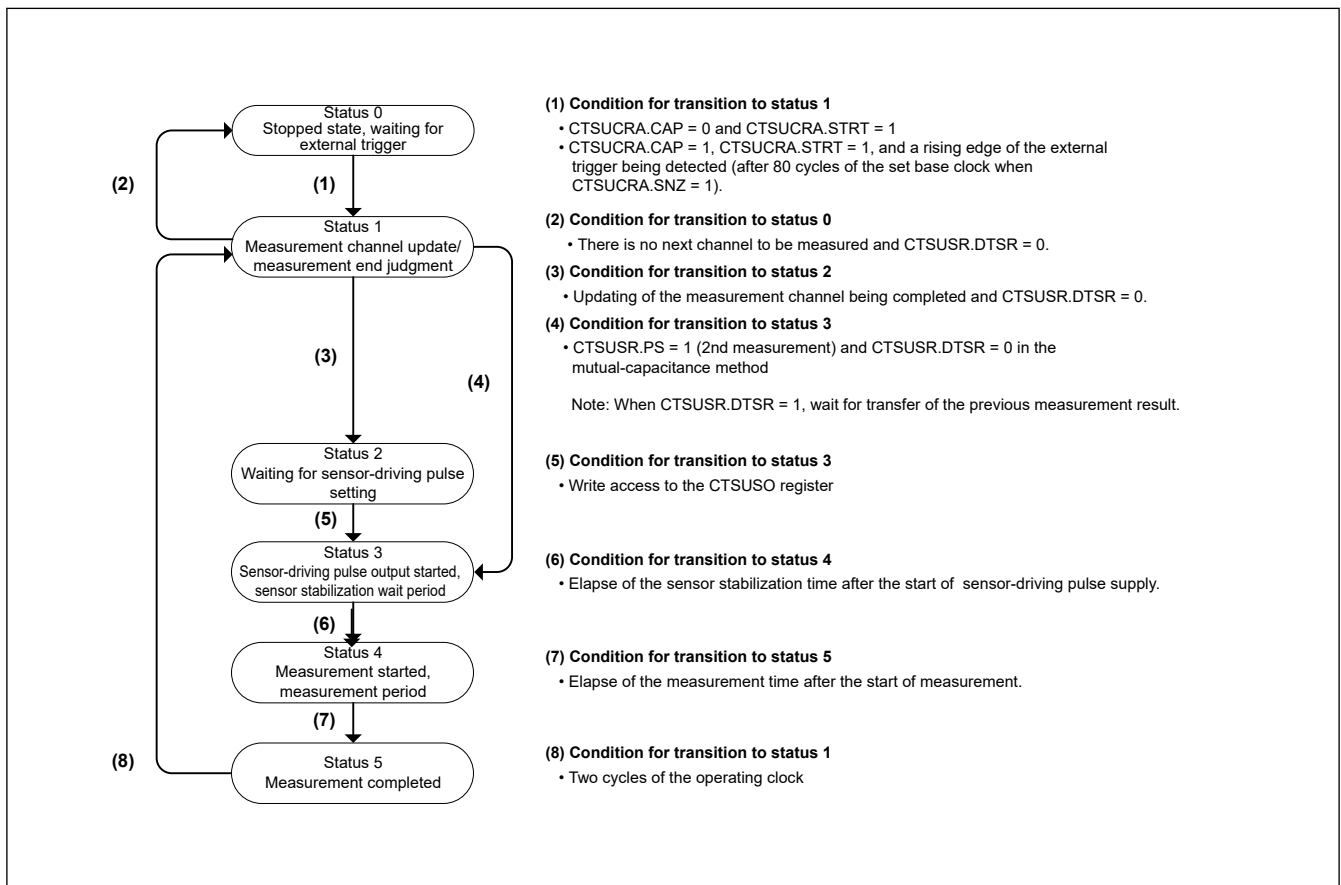 Status 0
Stopped state, waiting for
external trigger
(2)
(1)
Status 1
Measurement channel update/
measurement end judgment
(3)
(4)
Status 2
Waiting for sensor-driving pulse
setting
(5)
Status 3
Sensor-driving pulse output started,
sensor stabilization wait period
(6)
Status 4
Measurement started,
measurement period
(7)
(8)
Status 5
Measurement completed
(1) Condition for transition to status 1
• CTSUCRA.CAP = 0 and CTSUCRA.STRT = 1
• CTSUCRA.CAP = 1, CTSUCRA.STRT = 1, and a rising edge of the external
trigger being detected (after 80 cycles of the set base clock when
CTSUCRA.SNZ = 1).
(2) Condition for transition to status 0
• There is no next channel to be measured and CTSUSR.DTSR = 0.
(3) Condition for transition to status 2
• Updating of the measurement channel being completed and CTSUSR.DTSR = 0.
(4) Condition for transition to status 3
• CTSUSR.PS = 1 (2nd measurement) and CTSUSR.DTSR = 0 in the
mutual-capacitance method
Note: When CTSUSR.DTSR = 1, wait for transfer of the previous measurement result.
(5) Condition for transition to status 3
• Write access to the CTSUSO register
(6) Condition for transition to status 4
• Elapse of the sensor stabilization time after the start of sensor-driving pulse supply.
(7) Condition for transition to status 5
• Elapse of the measurement time after the start of measurement.
(8) Condition for transition to status 1
• Two cycles of the operating clock